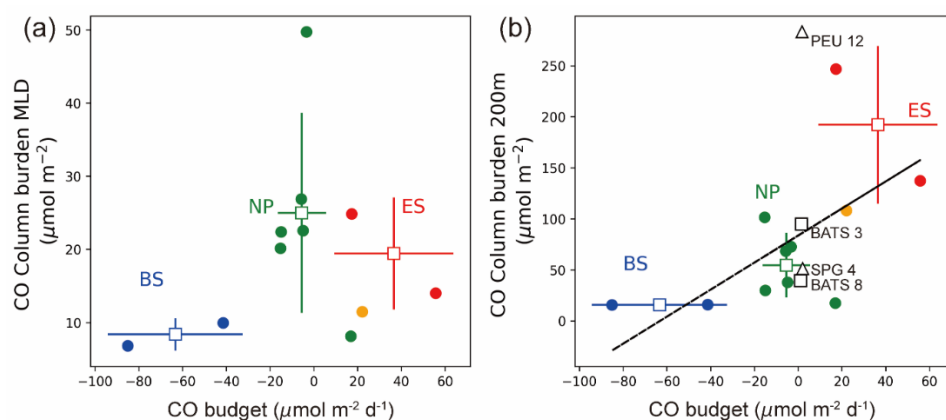 (a)
CO Column burden MLD
(μmol m⁻²)
50
40
30
20
10
NP
ES
BS
−100
−80
−60
−40
−20
0
20
40
60
CO budget (μmol m⁻² d⁻¹)
(b)
CO Column burden 200m
(μmol m⁻²)
250
200
150
100
50
0
PEU 12
ES
NP
BATS 3
BS
SPG 4
BATS 8
−100
−80
−60
−40
−20
0
20
40
60
CO budget (μmol m⁻² d⁻¹)